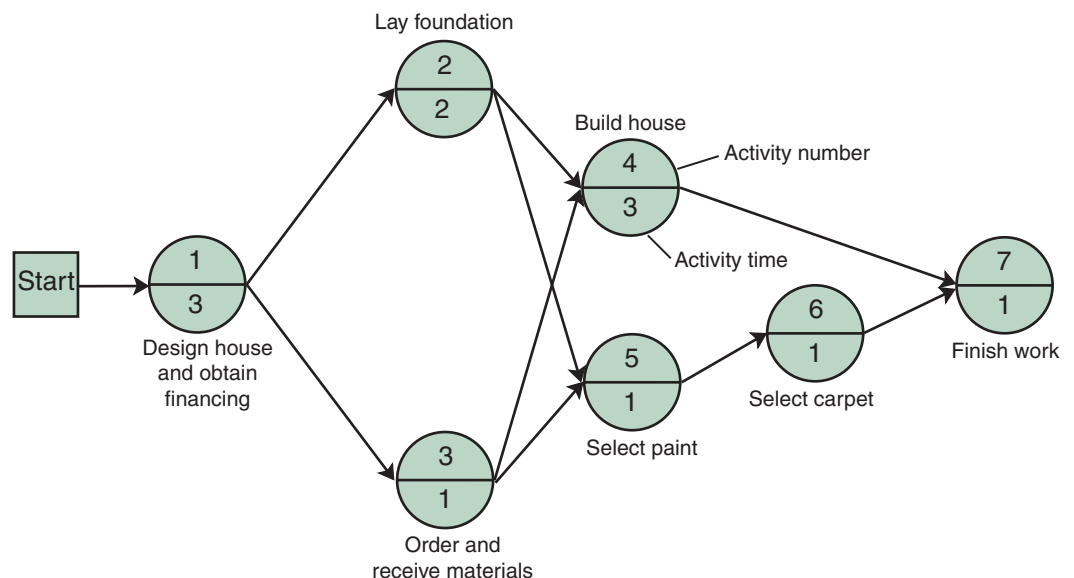 Lay foundation
2
2
Build house
4
3
Activity number
Activity time
Start
1
3
Design house
and obtain
financing
7
1
Finish work
6
1
Select carpet
5
1
Select paint
3
1
Order and
receive materials